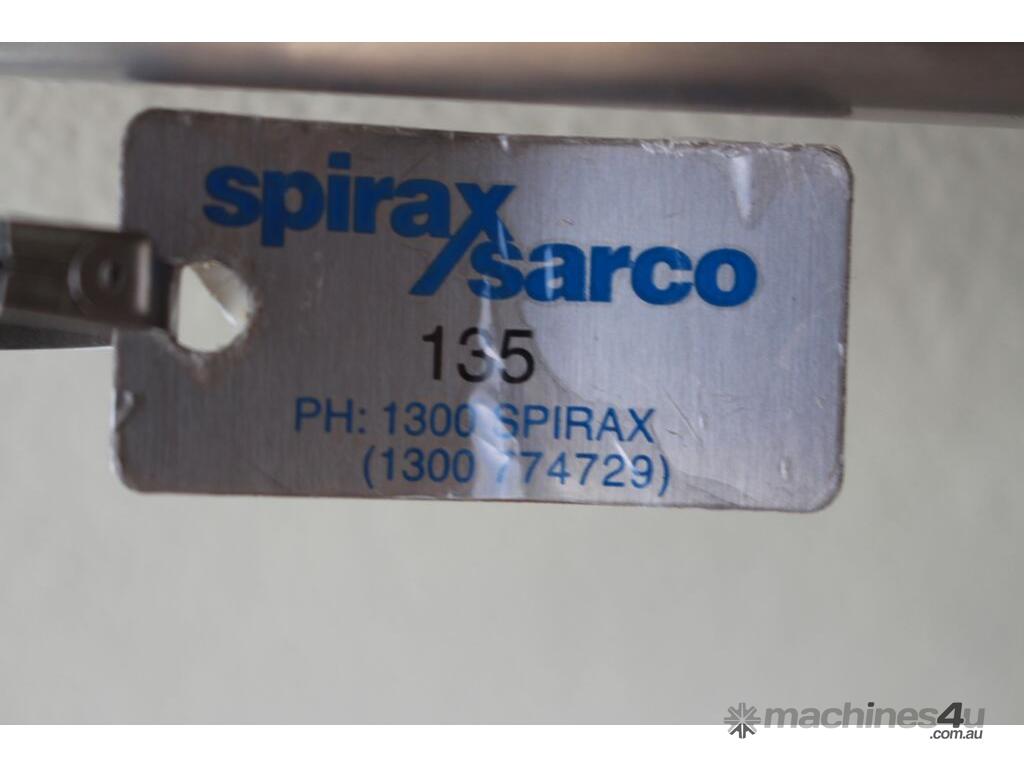 spirax
sarco
135
PH: 1300 SPIRAX
(1300 774729)
machines4u
.com.au